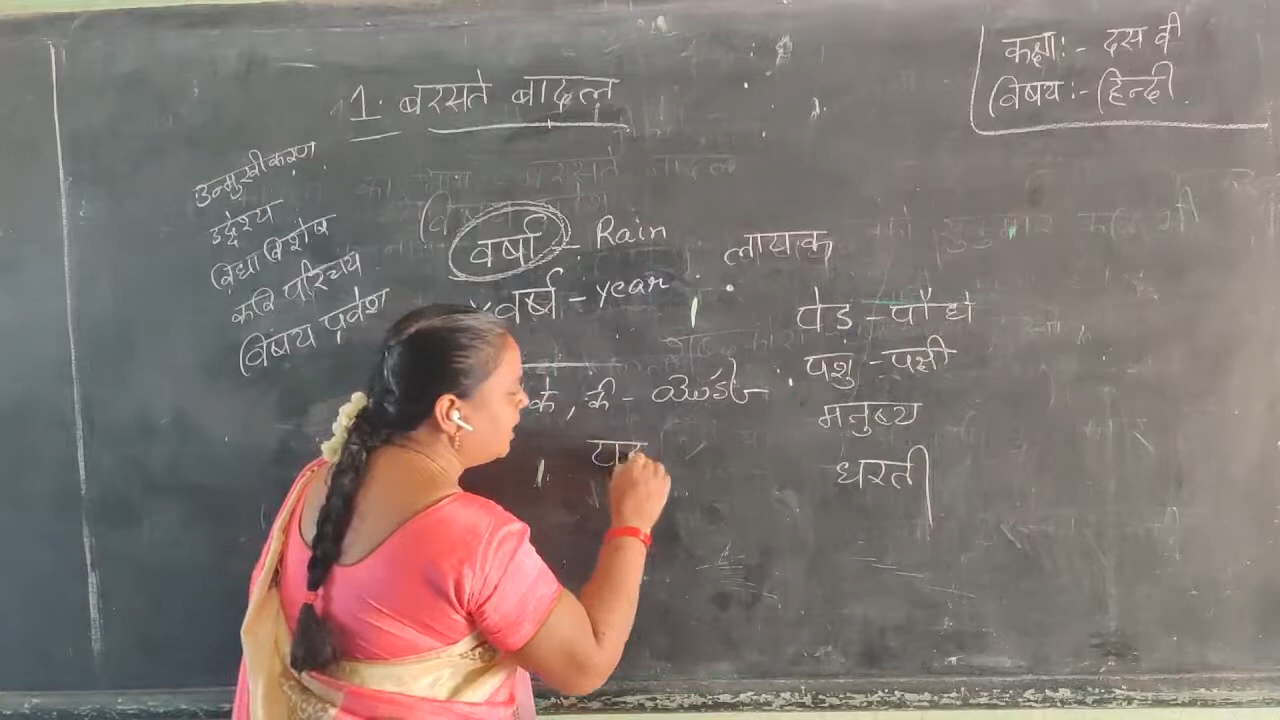 कक्षाः- दस वी
विषयः- हिन्दी.
1. बरसते बादल
उन्मुखीकरण
उद्देश्य
विधा विशेष
कवि परिचय
विषय प्रवेश
वर्षा - Rain
वर्ष - year
लायक
के, की -
पेड - पौधे
पशु - पक्षी
मनुष्य
धरती